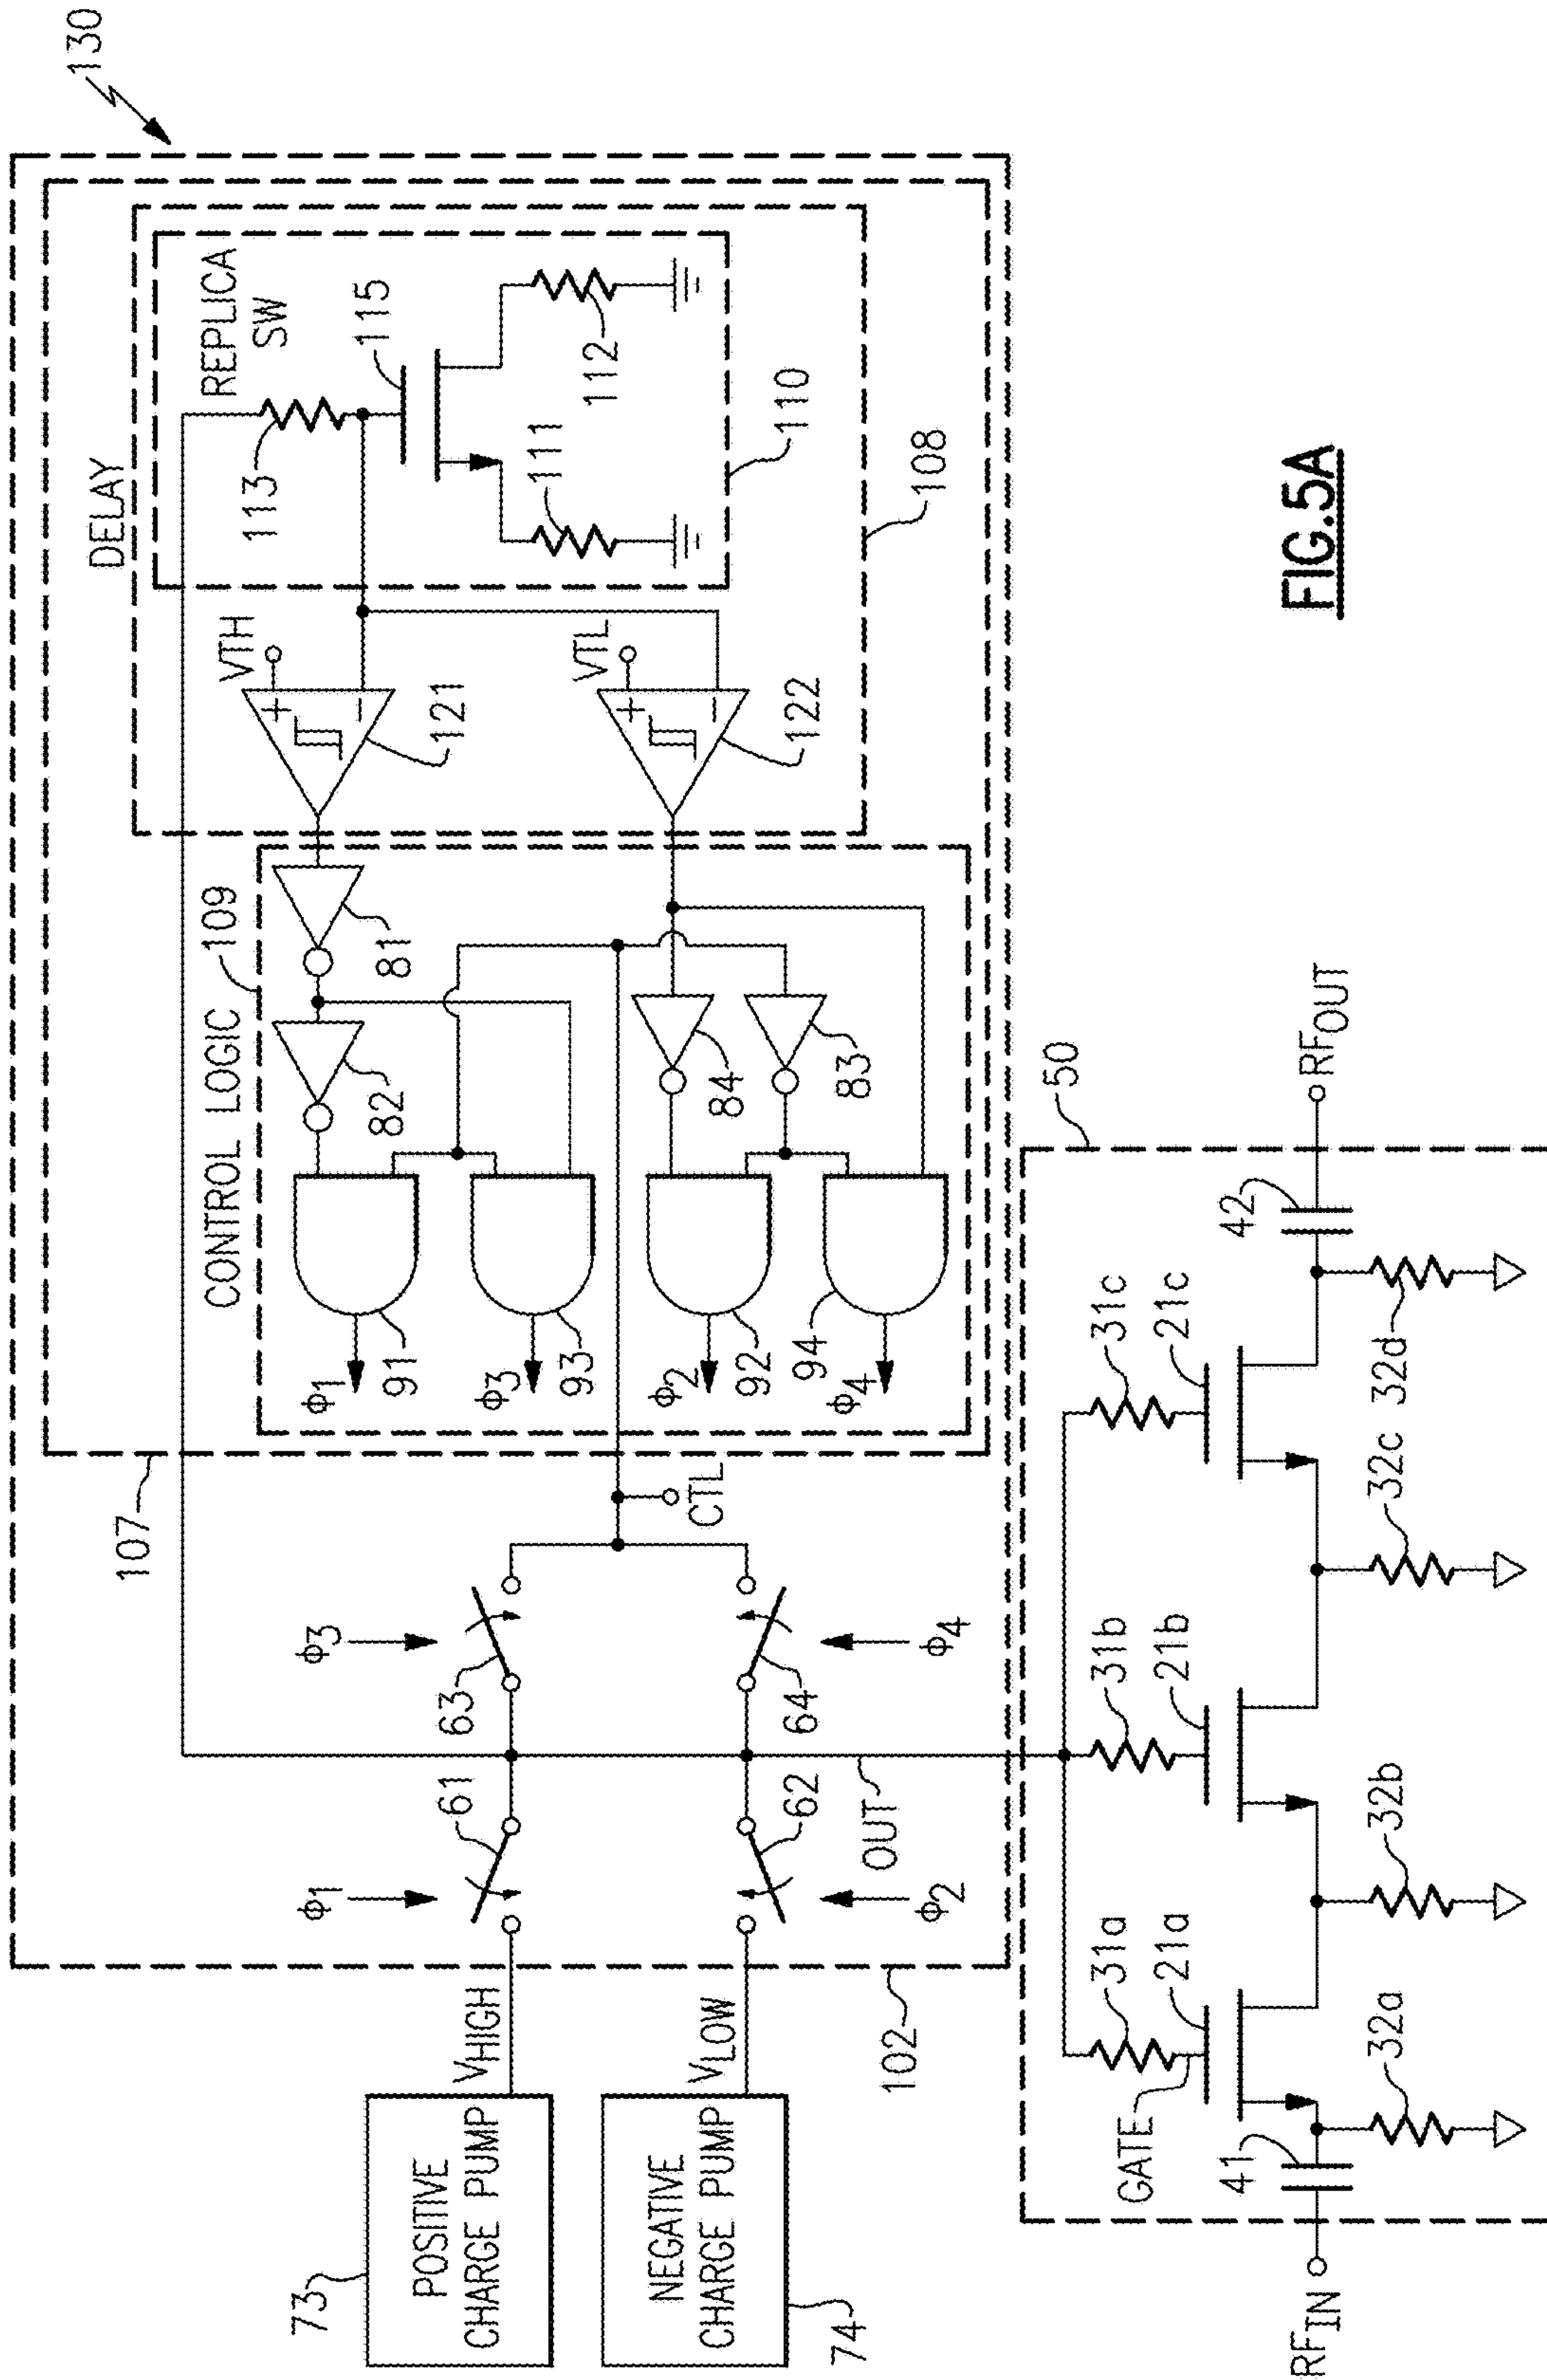 130
107
DELAY
REPLICA
SW
113
115
111
112
110
108
VTH
121
VTL
122
CONTROL LOGIC 109
81
82
84
83
ϕ1
91
ϕ3
93
ϕ2
92
ϕ4
94
CTL
ϕ3
63
ϕ4
64
ϕ1
61
ϕ2
62
OUT
VHIGH
VLOW
102
73
POSITIVE
CHARGE PUMP
NEGATIVE
CHARGE PUMP
74
50
31a
21a
GATE
31b
21b
31c
21c
41
42
RFIN
RFOUT
32a
32b
32c
32d
FIG.5A